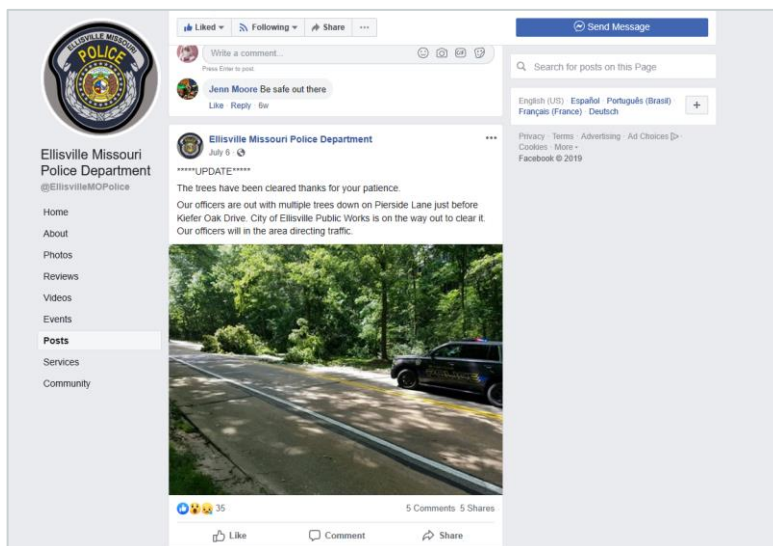 ELLISVILLE MISSOURI
POLICE
Ellisville Missouri
Police Department
@EllisvilleMOPolice
Home
About
Photos
Reviews
Videos
Events
Posts
Services
Community
Liked
Following
Share
Write a comment...
GIF
Press Enter to post.
Jenn Moore Be safe out there
Like · Reply · 6w
Ellisville Missouri Police Department
July 6 ·
*****UPDATE*****
The trees have been cleared thanks for your patience.
Our officers are out with multiple trees down on Pierside Lane just before
Kiefer Oak Drive. City of Ellisville Public Works is on the way out to clear it.
Our officers will in the area directing traffic.
35
5 Comments 5 Shares
Like
Comment
Share
Send Message
Search for posts on this Page
English (US) · Español · Português (Brasil) ·
Français (France) · Deutsch
Privacy · Terms · Advertising · Ad Choices ·
Cookies · More
Facebook © 2019